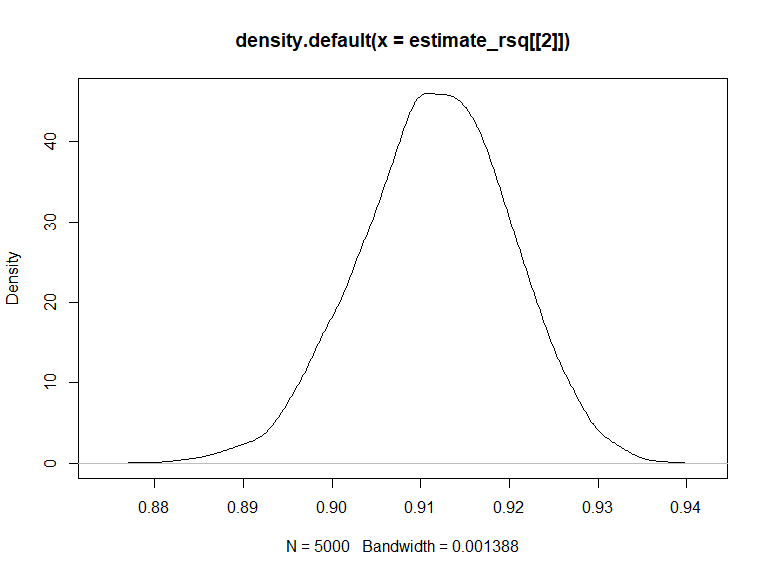 density.default(x = estimate_rsq[[2]])
Density
40
30
20
10
0
0.88 0.89 0.90 0.91 0.92 0.93 0.94
N = 5000 Bandwidth = 0.001388